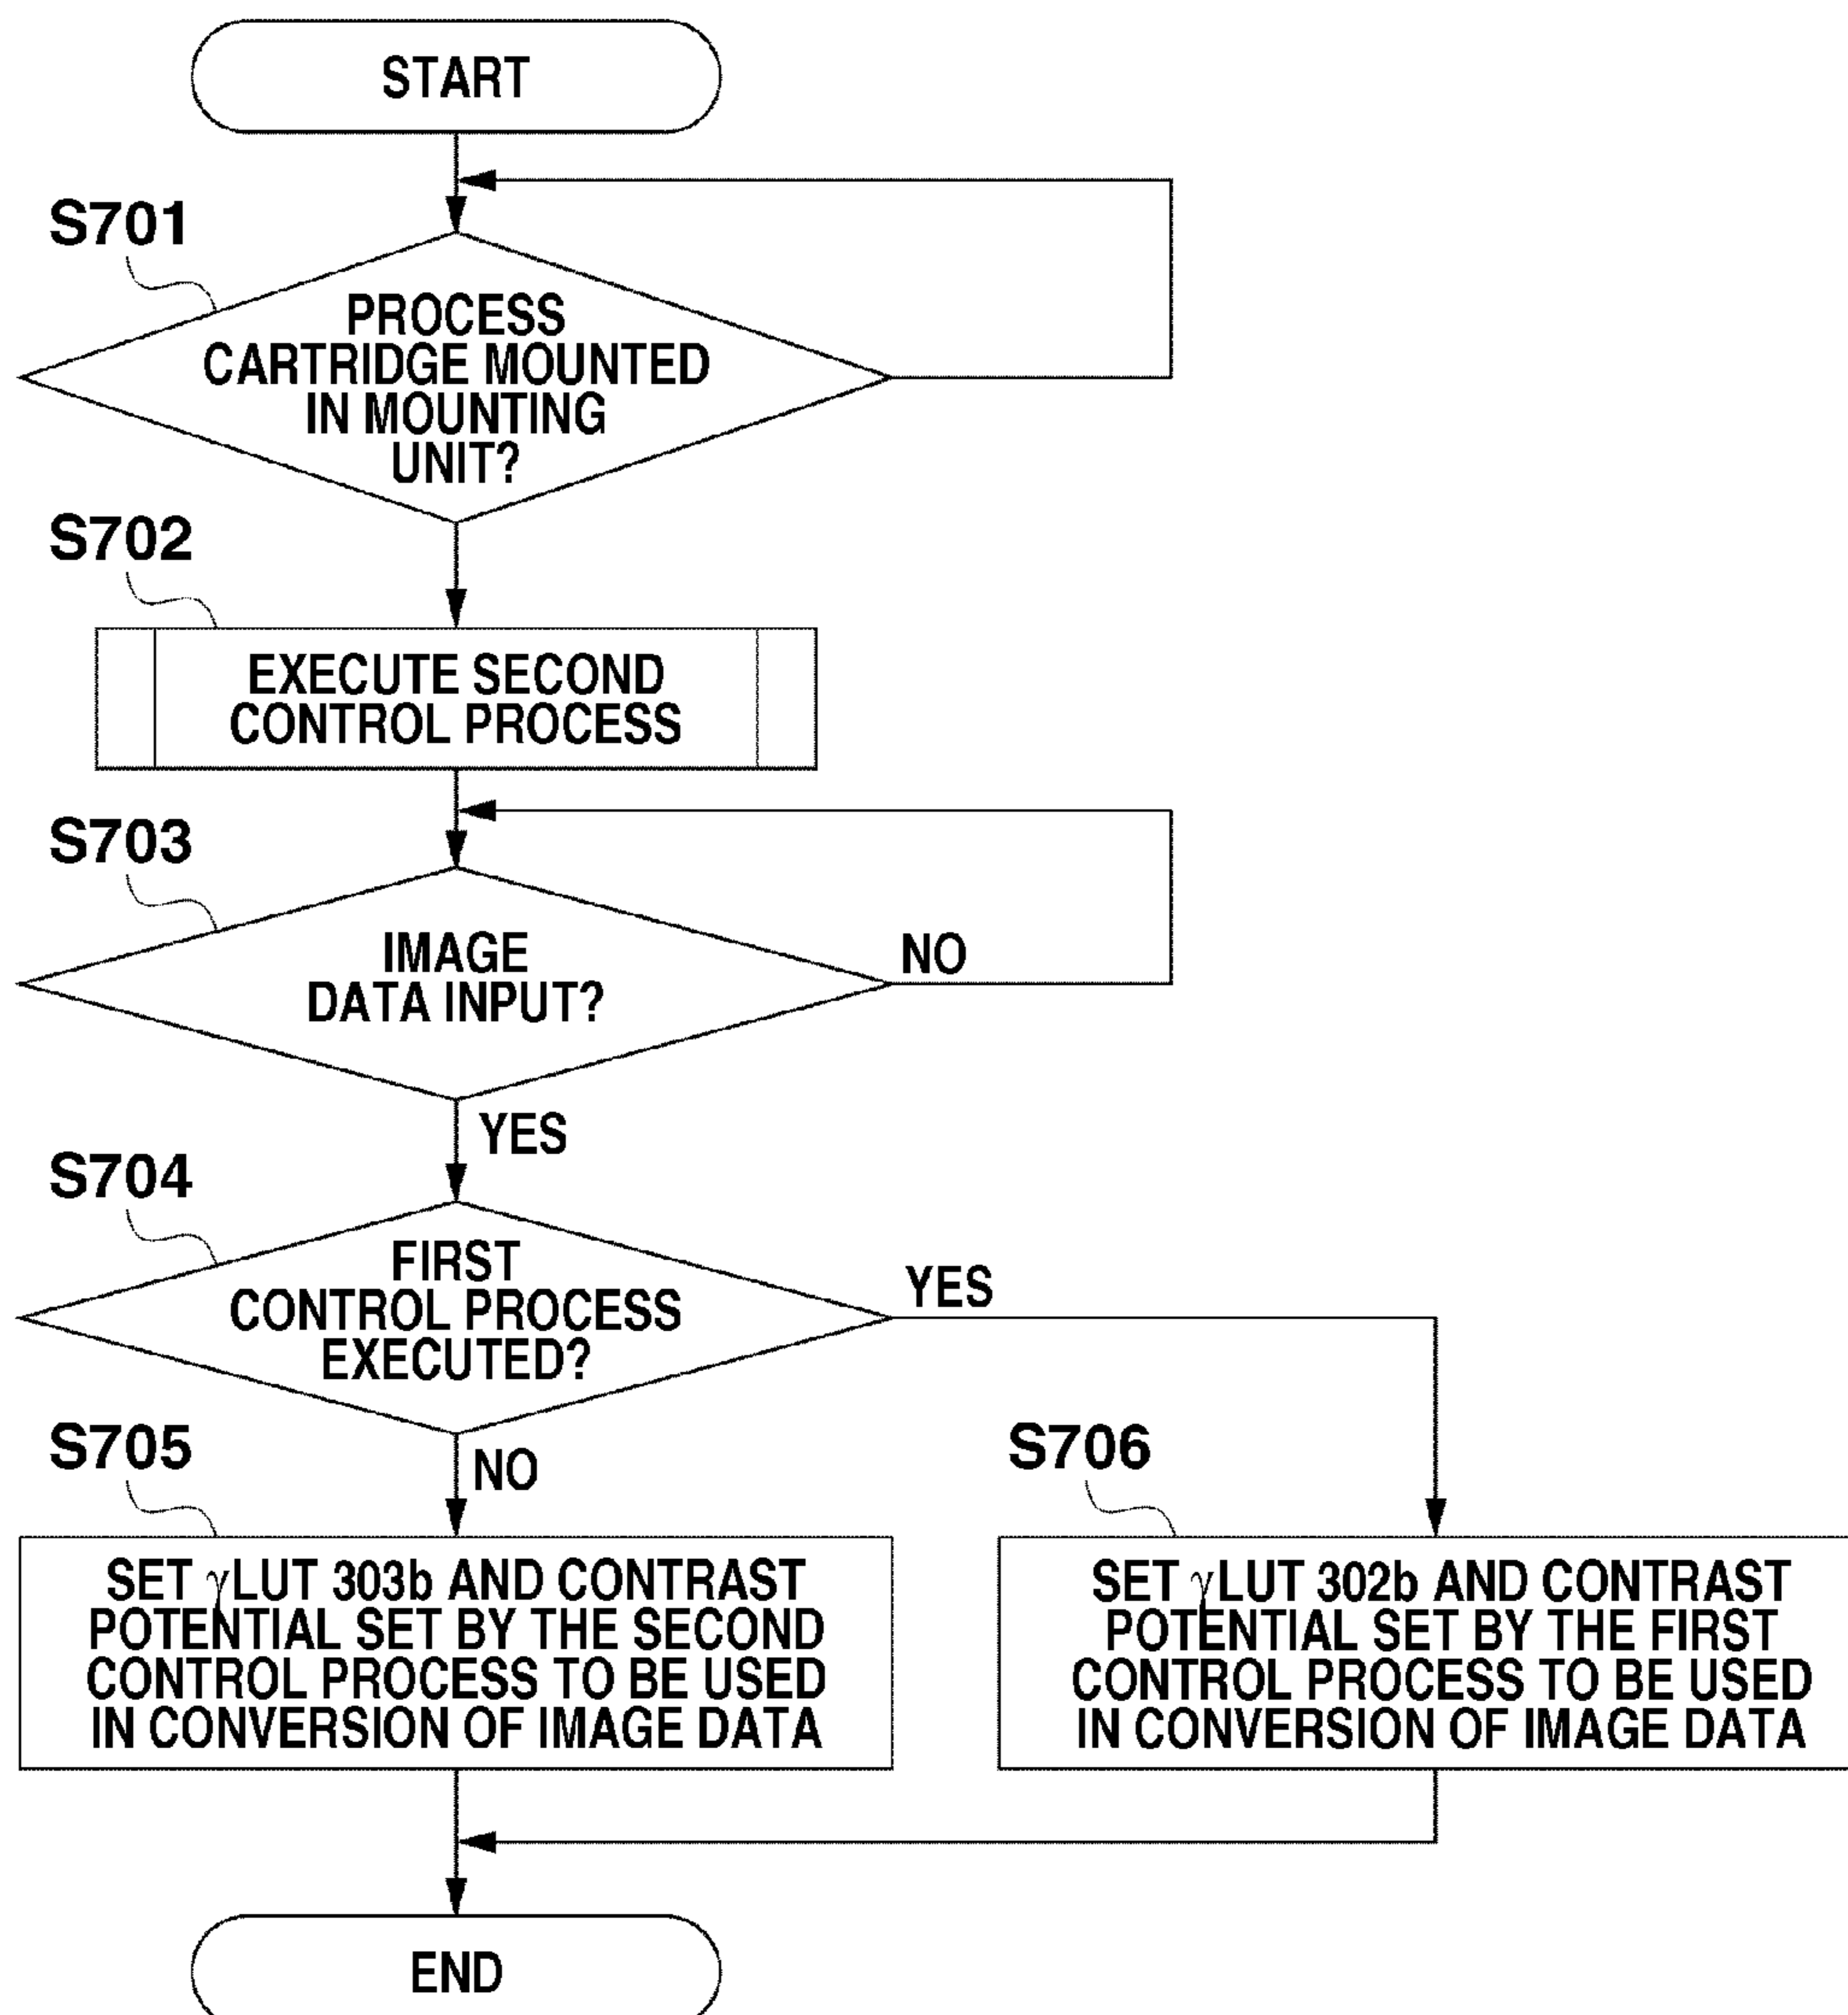 START
S701
PROCESS
CARTRIDGE MOUNTED
IN MOUNTING
UNIT?
S702
EXECUTE SECOND
CONTROL PROCESS
S703
IMAGE
DATA INPUT?
NO
YES
S704
FIRST
CONTROL PROCESS
EXECUTED?
YES
NO
S705
SET γLUT 303b AND CONTRAST
POTENTIAL SET BY THE SECOND
CONTROL PROCESS TO BE USED
IN CONVERSION OF IMAGE DATA
S706
SET γLUT 302b AND CONTRAST
POTENTIAL SET BY THE FIRST
CONTROL PROCESS TO BE USED
IN CONVERSION OF IMAGE DATA
END